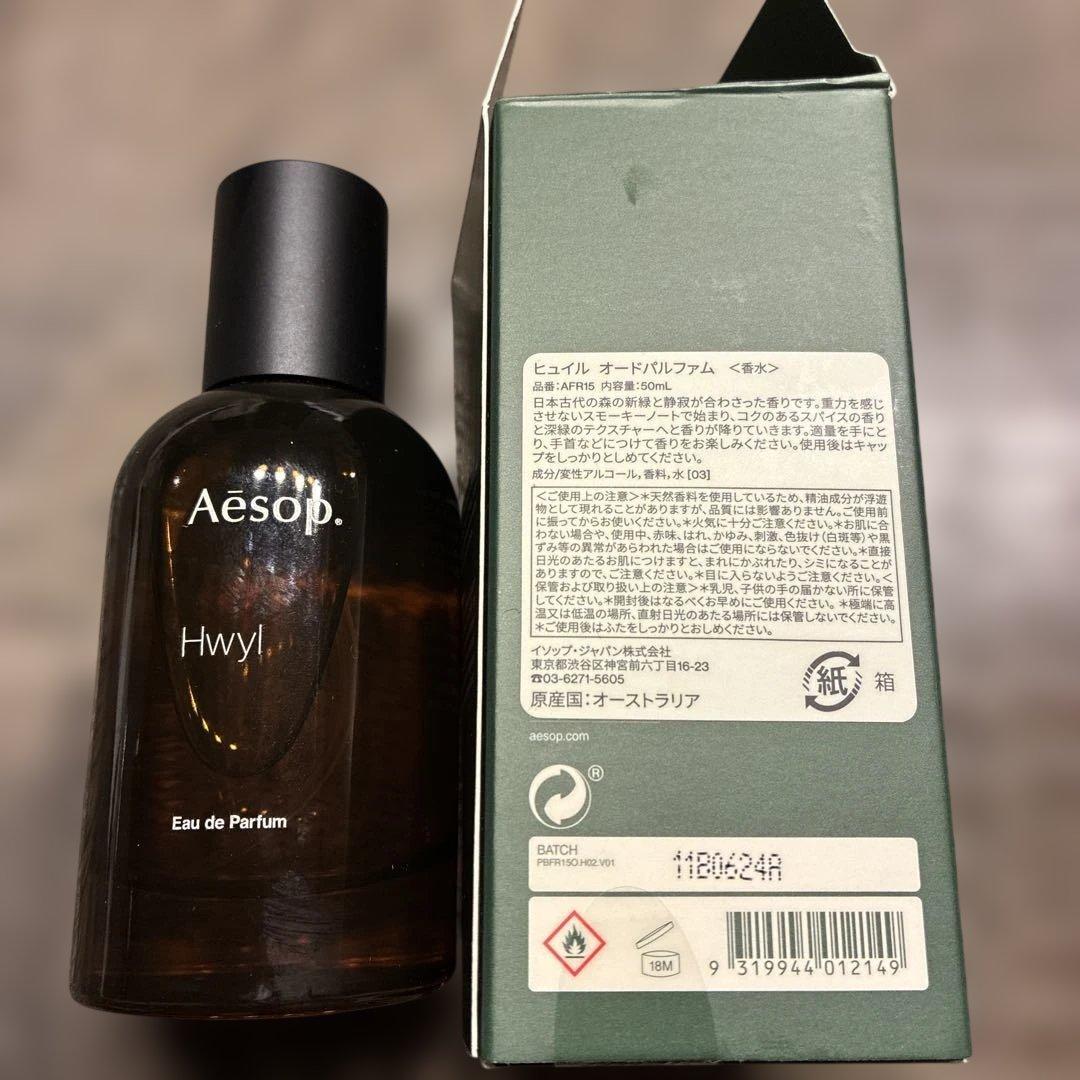 Aēsop®
Hwyl
Eau de Parfum
ヒュイル オードパルファム <香水>
品番:AFR15 内容量:50mL
日本古代の森の新緑と静寂が合わさった香りです。重力を感じ
させないスモーキーノートで始まり、コクのあるスパイスの香り
と深緑のテクスチャーへと香りが降りていきます。適量を手にと
り、手首などにつけて香りをお楽しみください。使用後はキャッ
プをしっかりとしめてください。
成分/変性アルコール,香料,水 [03]
<ご使用上の注意>*天然香料を使用しているため、精油成分が浮遊
物として現れることがありますが、品質には影響ありません。ご使用前
に振ってからお使いください。*火気に十分ご注意ください。*お肌に合
わない場合や、使用中、赤味、はれ、かゆみ、刺激、色抜け(白斑等)や黒
ずみ等の異常があらわれた場合はご使用にならないでください。*直接
日光のあたるお肌につけますと、まれにかぶれたり、シミになることが
ありますので、ご注意ください。*目に入らないようご注意ください。<
保管および取り扱い上の注意>*乳児、子供の手の届かない所に保管
してください。*開封後はなるべくお早めにご使用ください。 *極端に高
温又は低温の場所、直射日光のあたる場所には保管しないでください。
*ご使用後はふたをしっかりとおしめください。
イソップ・ジャパン株式会社
東京都渋谷区神宮前六丁目16-23
☎03-6271-5605
原産国:オーストラリア
紙 箱
aesop.com
®
BATCH
PBFR15O.H02.V01
11B0624A
18M
9 319944 012149